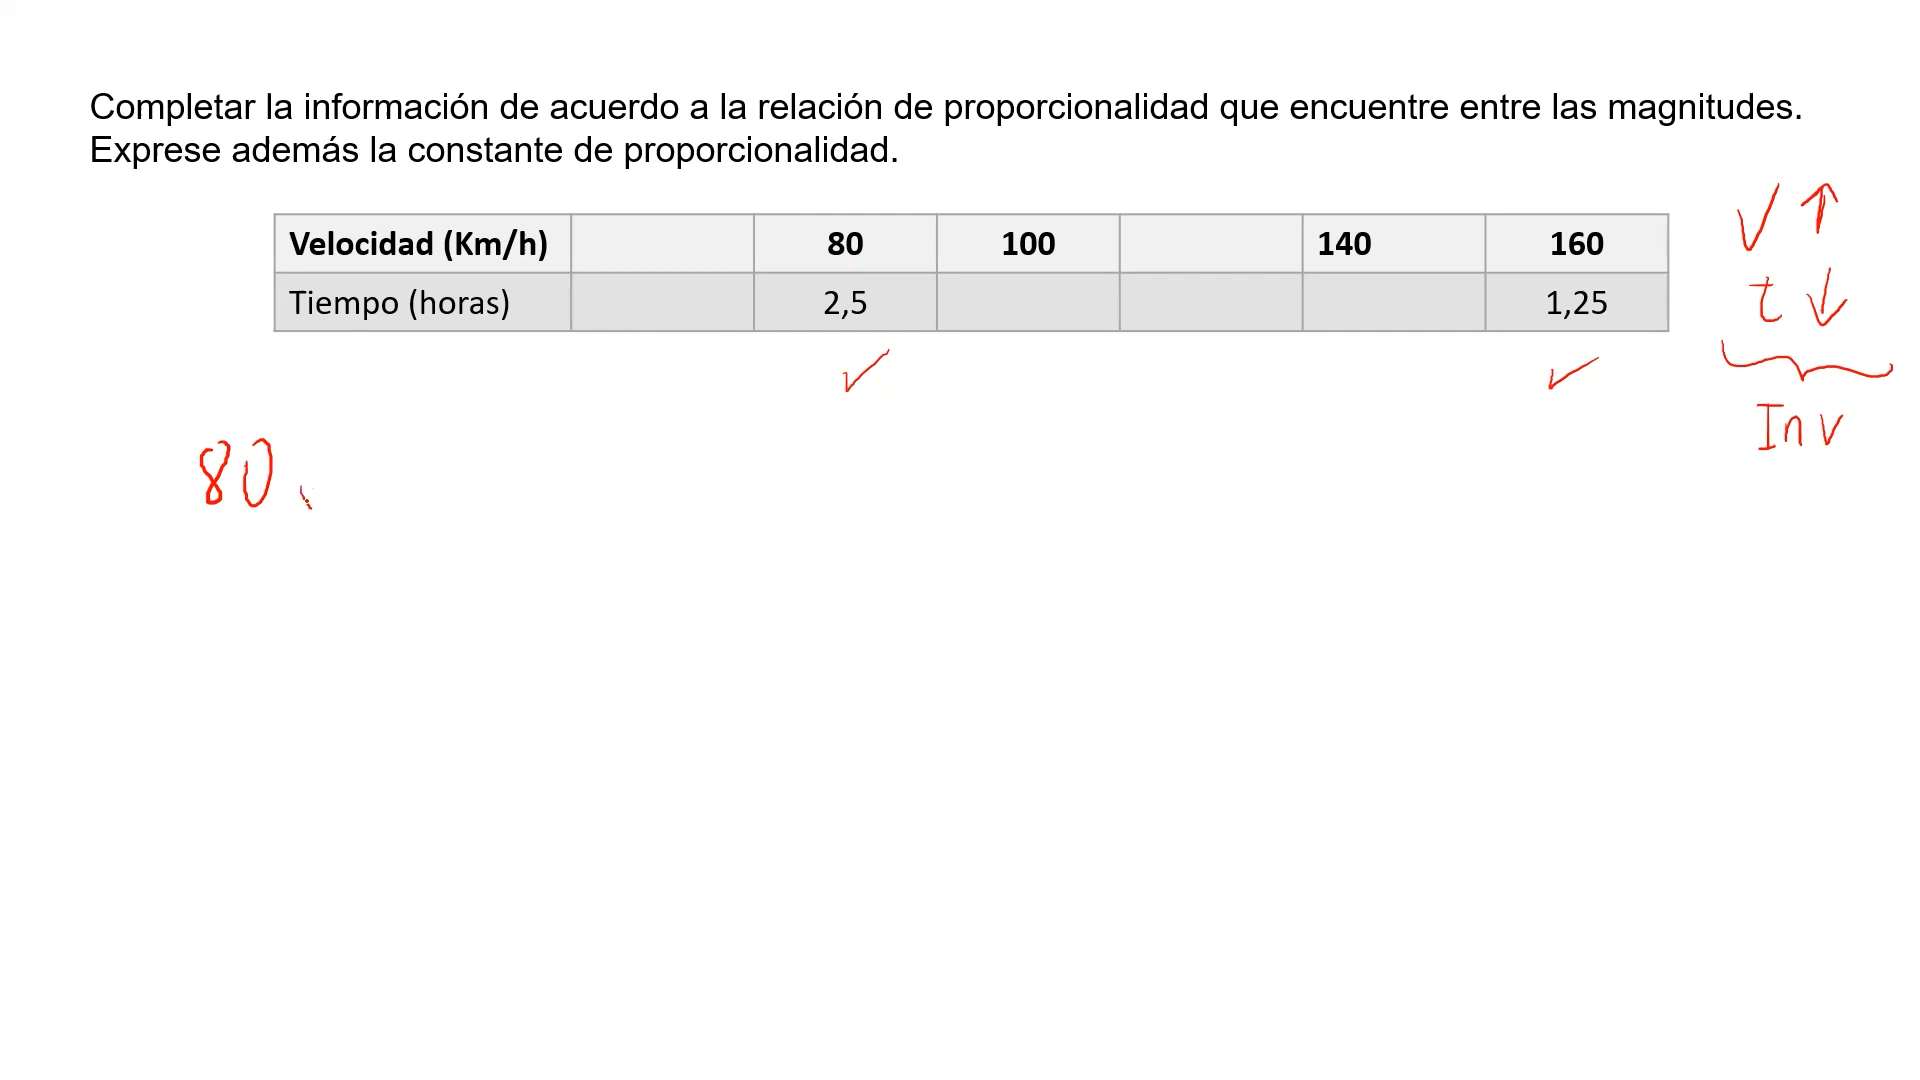 Completar la información de acuerdo a la relación de proporcionalidad que encuentre entre las magnitudes.
Exprese además la constante de proporcionalidad.
Velocidad (Km/h) 80 100 140 160
Tiempo (horas) 2,5 1,25
V ↑
t ↓
Inv
80